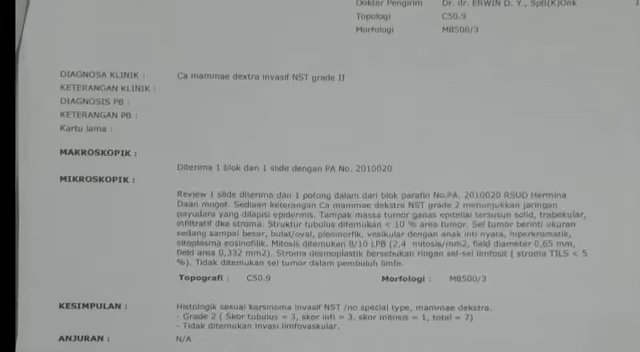 Dokter Pengirim Dr. dr. ERWIN D. Y., SpB(K)Onk
Topologi C50.9
Morfologi M8500/3
DIAGNOSA KLINIK : Ca mammae dextra invasif NST grade II
KETERANGAN KLINIK :
DIAGNOSIS PB :
KETERANGAN PB :
Kartu lama :
MAKROSKOPIK :
Diterima 1 blok dan 1 slide dengan PA No. 2010020
MIKROSKOPIK :
Review 1 slide diterima dan 1 potong dalam dari blok parafin No.PA. 2010020 RSUD Hermina
Daan mogot. Sediaan keterangan Ca mammae dekstra NST grade 2 menunjukkan jaringan
payudara yang dilapisi epidermis. Tampak massa tumor ganas epitelial tersusun solid, trabekular,
infiltratif dke stroma. Struktur tubulus ditemukan < 10 % area tumor. Sel tumor berinti ukuran
sedang sampai besar, bulat/oval, pleomorfik, vesikular dengan anak inti nyata, hiperkromatik,
sitoplasma eosinofilik. Mitosis ditemukan 8/10 LPB (2,4 mitosis/mm2, field diameter 0,65 mm,
field area 0,332 mm2). Stroma desmoplastik bersebukan ringan sel-sel limfosit ( stroma TILS < 5
%). Tidak ditemukan sel tumor dalam pembuluh limfe.
Topografi : C50.9 Morfologi : M8500/3
KESIMPULAN : Histologik sesuai karsinoma invasif NST /no special type, mammae dekstra.
- Grade 2 ( Skor tubulus = 3, skor inti = 3, skor mitosis = 1, total = 7)
- Tidak ditemukan invasi limfovaskular.
ANJURAN : N/A